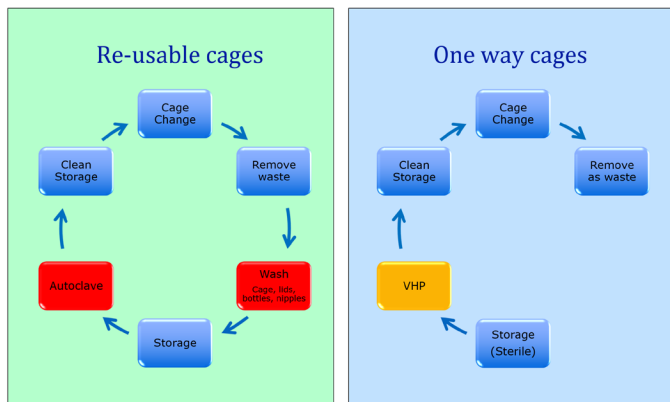 Re-usable cages
Cage
Change
Clean
Storage
Remove
waste
Autoclave
Wash
Cage, lids,
bottles, nipples
Storage
One way cages
Cage
Change
Clean
Storage
Remove
as waste
VHP
Storage
(Sterile)